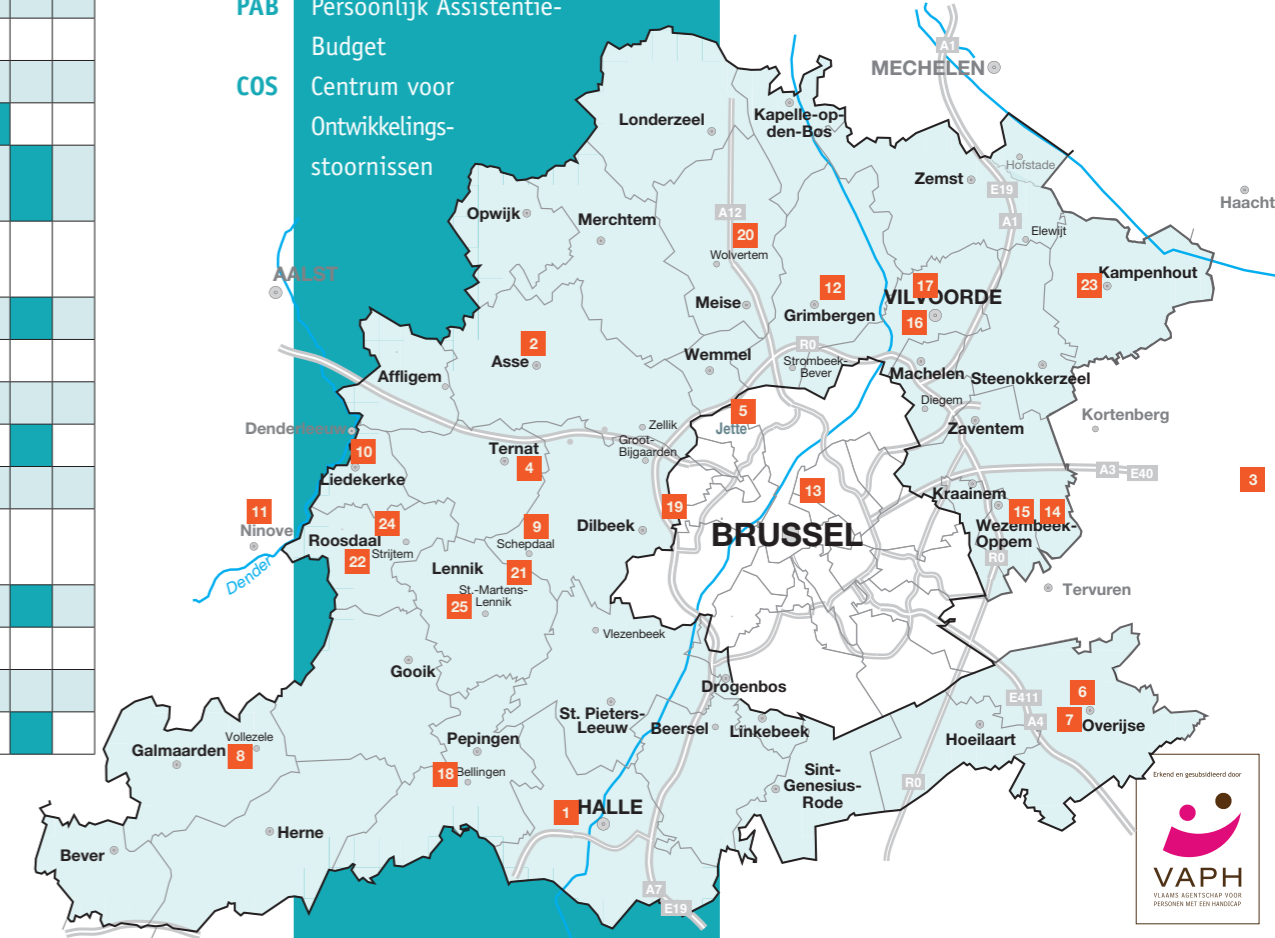 PAB Persoonlijk Assistentie-
Budget
COS Centrum voor
Ontwikkelings-
stoornissen
A1
MECHELEN
Londerzeel
Kapelle-op-
den-Bos
Hofstade
Zemst
E19
Haacht
Opwijk
Merchtem
A12
A1
20
Elewijt
Wolvertem
AALST
Kampenhout
23
12
17
VILVOORDE
Meise
Grimbergen
16
2
Asse
Wemmel
R0
Strombeek-
Bever
Machelen
Steenokkerzeel
Affligem
Diegem
5
Jette
Kortenberg
Denderleeuw
Zellik
Groot-
Bijgaarden
Zaventem
10
Ternat
4
Liedekerke
A3
E40
3
13
Kraainem
19
11
Ninove
24
9
Dilbeek
BRUSSEL
15
14
Wezembeek-
Oppem
Roosdaal
Strijtem
Schepdaal
22
Lennik
21
R0
Dender
St.-Martens-
Lennik
25
Tervuren
Vlezenbeek
Gooik
Drogenbos
E411
6
A4
7
Overijse
St. Pieters-
Leeuw
Beersel
Linkebeek
Hoeilaart
Galmaarden
Vollezele
8
Pepingen
18
Bellingen
Sint-
Genesius-
Rode
R0
1
HALLE
Herne
Bever
A7
E19
Erkend en gesubsidieerd door
VAPH
VLAAMS AGENTSCHAP VOOR
PERSONEN MET EEN HANDICAP